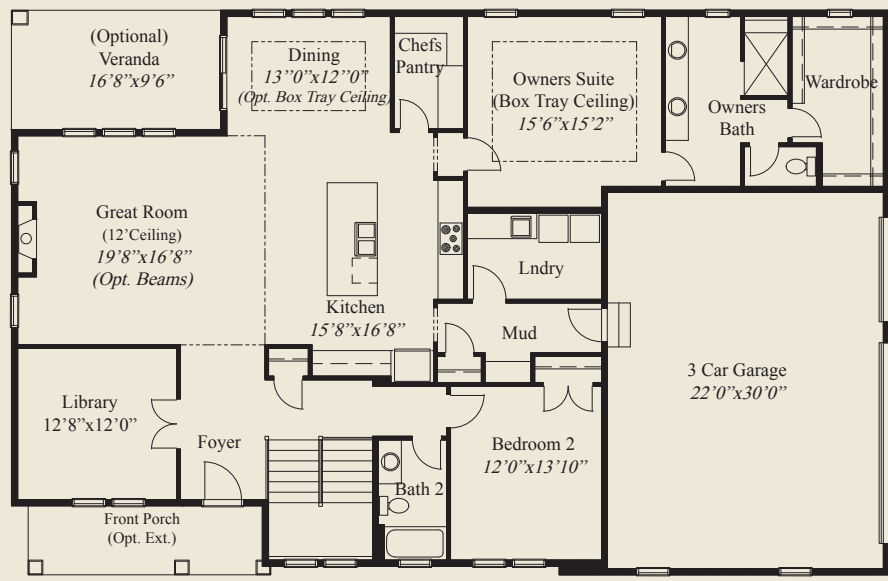 (Optional)
Veranda
16'8"x9'6"
Dining
13"0"x12"0"
(Opt. Box Tray Ceiling)
Chefs
Pantry
Owners Suite
(Box Tray Ceiling)
15'6"x15'2"
Owners
Bath
Wardrobe
Great Room
(12'Ceiling)
19'8"x16'8"
(Opt. Beams)
Kitchen
15'8"x16'8"
Lndry
Mud
3 Car Garage
22'0"x30'0"
Library
12'8"x12'0"
Foyer
Bedroom 2
12'0"x13'10"
Bath 2
Front Porch
(Opt. Ext.)